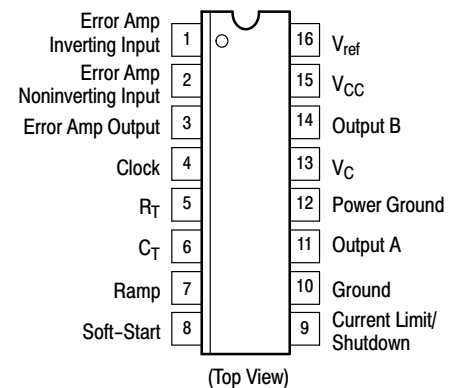 Error Amp
Inverting Input
1
16
Vref
Error Amp
Noninverting Input
2
15
VCC
Error Amp Output
3
14
Output B
Clock
4
13
VC
RT
5
12
Power Ground
CT
6
11
Output A
Ramp
7
10
Ground
Soft-Start
8
9
Current Limit/
Shutdown
(Top View)